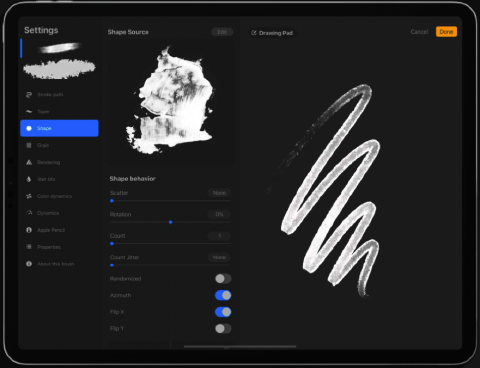 Settings
Shape Source
Edit
Drawing Pad
Cancel
Done
Stroke path
Taper
Shape
Grain
Rendering
Wet Mix
Color dynamics
Dynamics
Apple Pencil
Properties
About this brush
Shape behavior
Scatter
None
Rotation
0%
Count
1
Count Jitter
None
Randomized
Azimuth
Flip X
Flip Y